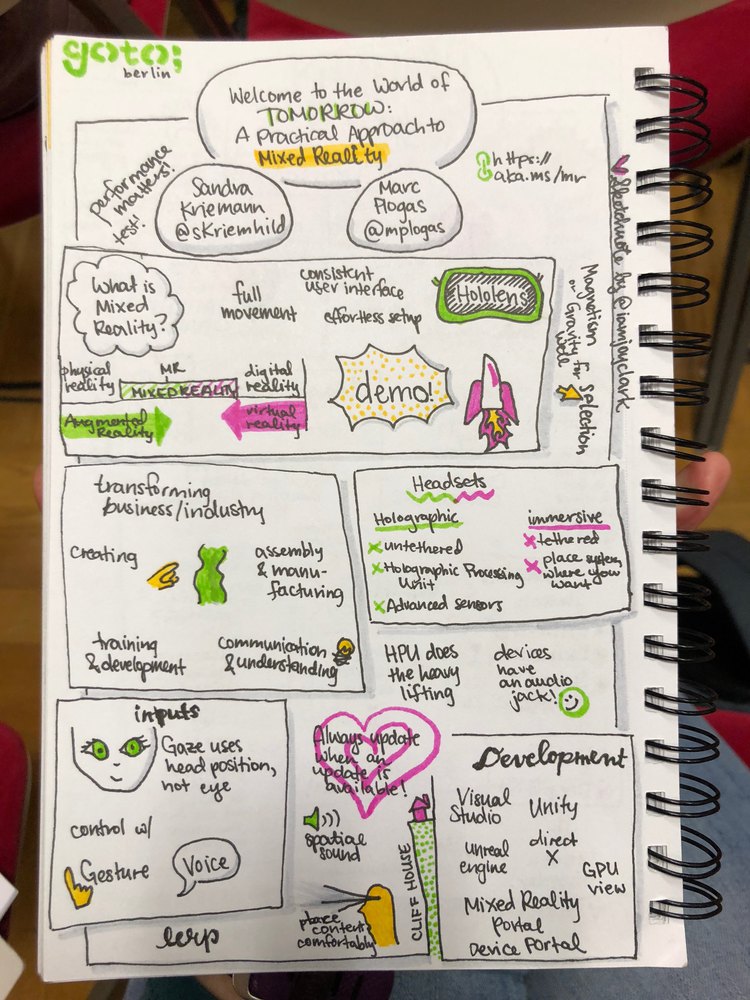 goto;
berlin
Welcome to the World of
TOMORROW:
A Practical Approach to
Mixed Reality
performance
matters!
test!
Sandra
Kriemann
@sKriemhild
Marc
Plogas
@mplogas
https://
aka.ms/mr
Sketchnote by @iamjayclark
What is
Mixed
Reality?
full
movement
consistent
user interface
effortless setup
Hololens
Magnetism
or Gravity for Selection
well
physical
reality
MR
digital
reality
MIXED REALITY
Augmented
Reality
virtual
reality
demo!
transforming
business/industry
creating
assembly
& manu-
facturing
training
& development
communication
& understanding
Headsets
Holographic
x untethered
x Holographic Processing
Unit
x Advanced sensors
immersive
x tethered
x place system
where you
want
HPU does
the heavy
lifting
devices
have
an audio
jack!
inputs
Gaze uses
head position,
not eye
control w/
Gesture
Voice
Always update
when an
update is
available!
spatial
sound
CLIFF HOUSE
place
content
comfortably
lerp
Development
Visual
Studio
Unity
unreal
engine
direct
X
GPU
view
Mixed Reality
Portal
Device Portal